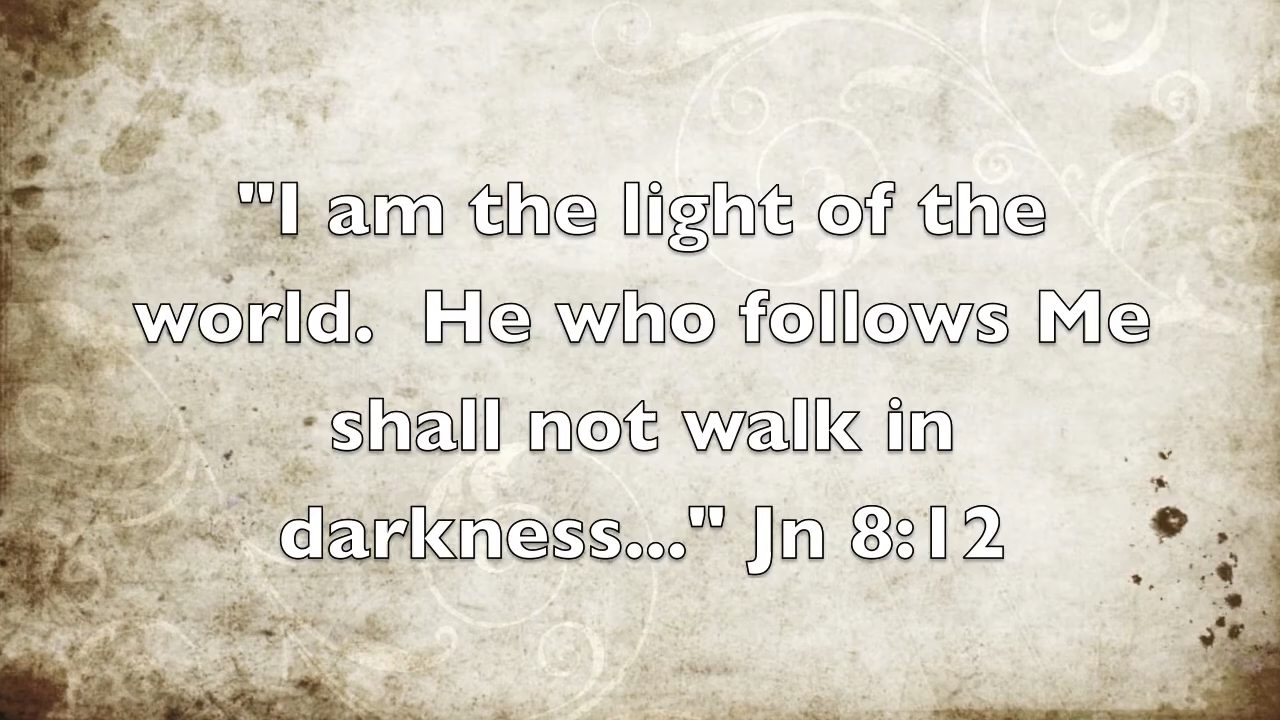 "I am the light of the
world.  He who follows Me
shall not walk in
darkness..." Jn 8:12